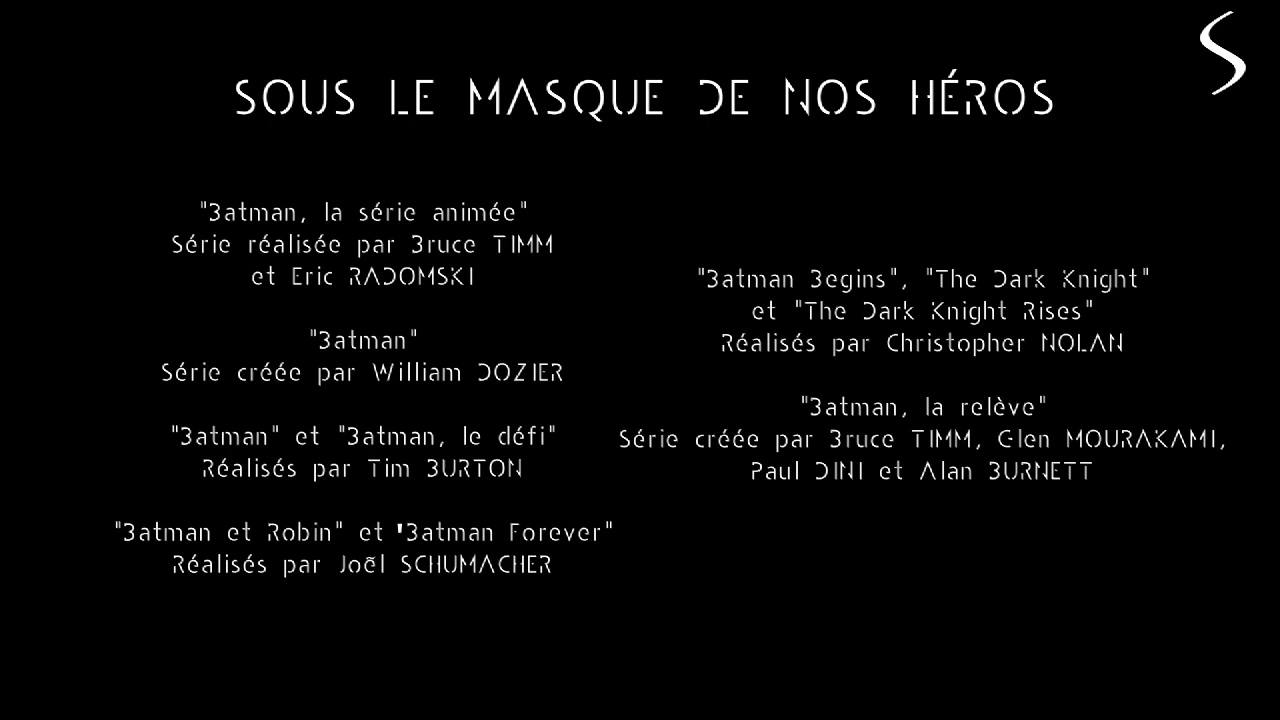 S
SOUS LE MASQUE DE NOS HÉROS
"Batman, la série animée"
Série réalisée par Bruce TIMM
et Eric RADOMSKI
"Batman"
Série créée par William DOZIER
"Batman" et "Batman, le défi"
Réalisés par Tim BURTON
"Batman et Robin" et "Batman Forever"
Réalisés par Joël SCHUMACHER
"Batman Begins", "The Dark Knight"
et "The Dark Knight Rises"
Réalisés par Christopher NOLAN
"Batman, la relève"
Série créée par Bruce TIMM, Glen MOURAKAMI,
Paul DINI et Alan BURNETT